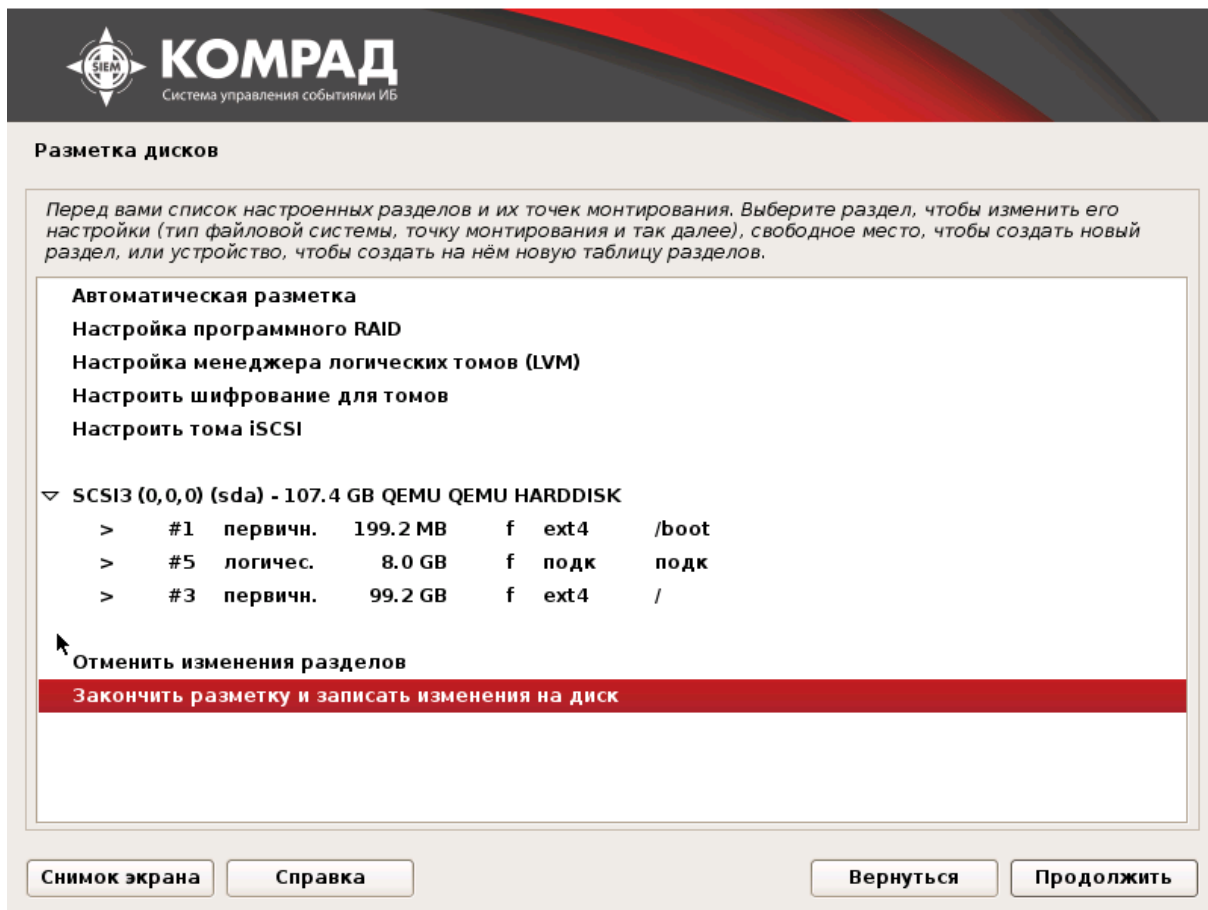 SIEM
КОМРАД
Система управления событиями ИБ
Разметка дисков
Перед вами список настроенных разделов и их точек монтирования. Выберите раздел, чтобы изменить его
настройки (тип файловой системы, точку монтирования и так далее), свободное место, чтобы создать новый
раздел, или устройство, чтобы создать на нём новую таблицу разделов.
Автоматическая разметка
Настройка программного RAID
Настройка менеджера логических томов (LVM)
Настроить шифрование для томов
Настроить тома iSCSI
SCSI3 (0,0,0) (sda) - 107.4 GB QEMU QEMU HARDDISK
> #1 первичн. 199.2 MB f ext4 /boot
> #5 логичес. 8.0 GB f подк подк
> #3 первичн. 99.2 GB f ext4 /
Отменить изменения разделов
Закончить разметку и записать изменения на диск
Снимок экрана Справка Вернуться Продолжить